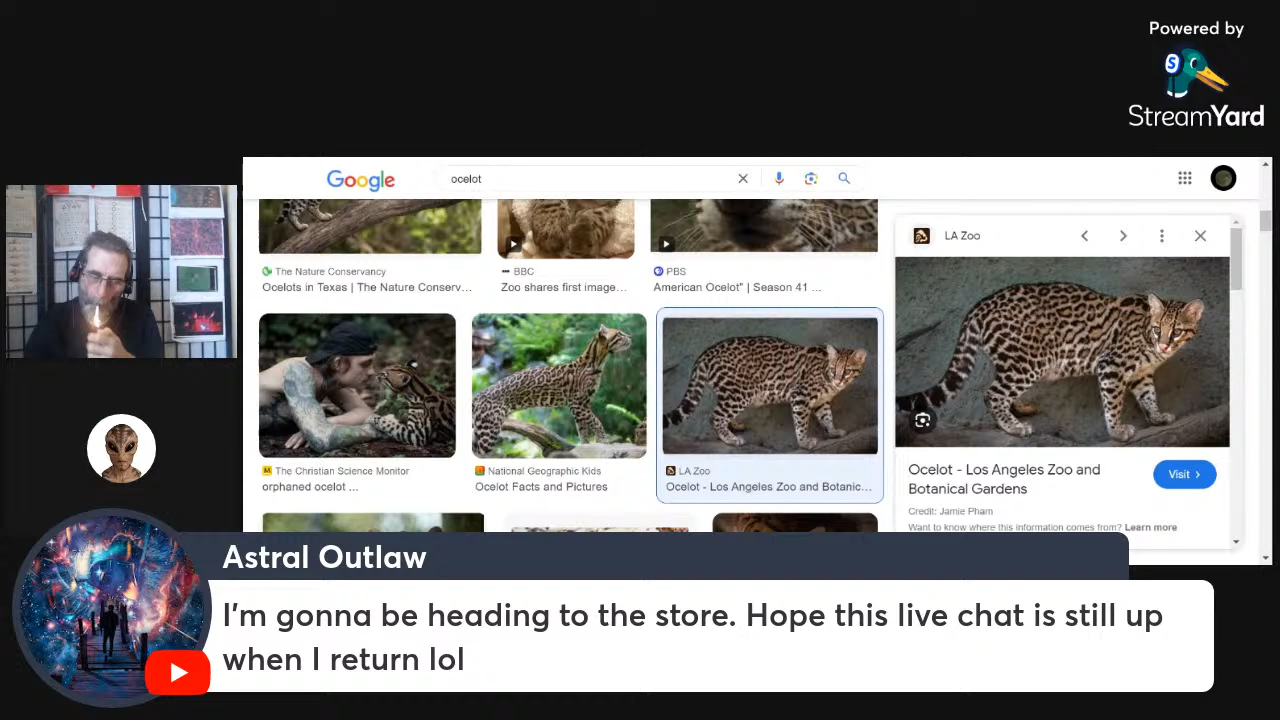 Powered by
StreamYard
Google
ocelot
LA Zoo
The Nature Conservancy
Ocelots in Texas | The Nature Conserv...
BBC
Zoo shares first image...
PBS
American Ocelot" | Season 41 ...
The Christian Science Monitor
orphaned ocelot ...
National Geographic Kids
Ocelot Facts and Pictures
LA Zoo
Ocelot - Los Angeles Zoo and Botanic...
Ocelot - Los Angeles Zoo and
Botanical Gardens
Visit
Credit: Jamie Pham
Want to know where this information comes from? Learn more
Astral Outlaw
I'm gonna be heading to the store. Hope this live chat is still up
when I return lol